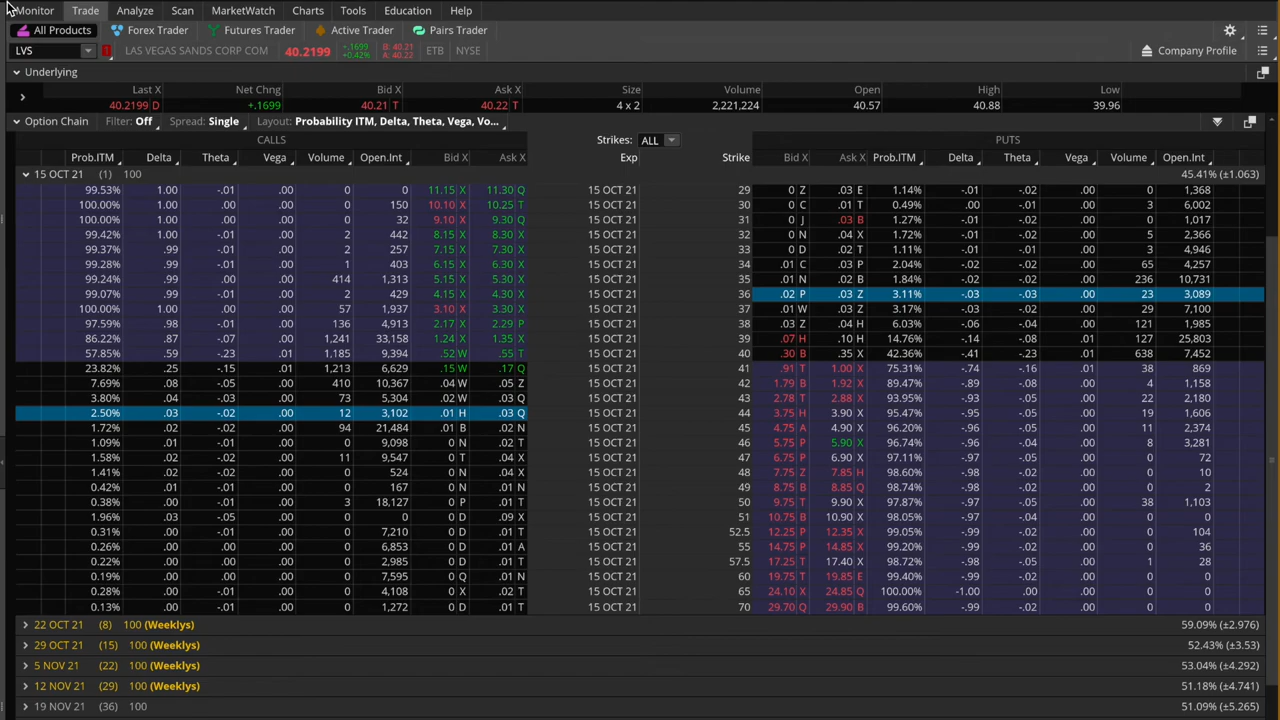 Monitor Trade Analyze Scan MarketWatch Charts Tools Education Help
All Products Forex Trader Futures Trader Active Trader Pairs Trader
LVS 1 LAS VEGAS SANDS CORP COM 40.2199 +.1699 +0.42% B: 40.21 A: 40.22 ETB NYSE Company Profile
Underlying
Last X Net Chng Bid X Ask X Size Volume Open High Low
40.2199 D +.1699 40.21 T 40.22 T 4 x 2 2,221,224 40.57 40.88 39.96
Option Chain Filter: Off Spread: Single Layout: Probability ITM, Delta, Theta, Vega, Vo...
CALLS Strikes: ALL PUTS
Prob.ITM Delta Theta Vega Volume Open.Int Bid X Ask X Exp Strike Bid X Ask X Prob.ITM Delta Theta Vega Volume Open.Int
15 OCT 21 (1) 100 45.41% (±1.063)
99.53% 1.00 -.01 .00 0 0 11.15 X 11.30 Q 15 OCT 21 29 0 Z .03 E 1.14% -.01 -.02 .00 0 1,368
100.00% 1.00 -.01 .00 0 150 10.10 X 10.25 T 15 OCT 21 30 0 C .01 T 0.49% -.01 -.01 .00 3 6,002
100.00% 1.00 -.01 .00 0 32 9.10 X 9.30 Q 15 OCT 21 31 0 J .03 B 1.27% -.01 -.02 .00 0 1,017
99.42% 1.00 -.01 .00 2 442 8.15 X 8.30 X 15 OCT 21 32 0 N .04 X 1.72% -.01 -.02 .00 5 2,366
99.37% .99 -.01 .00 2 257 7.15 X 7.30 X 15 OCT 21 33 0 D .02 T 1.11% -.01 -.01 .00 3 4,946
99.28% .99 -.01 .00 1 403 6.15 X 6.30 X 15 OCT 21 34 .01 C .03 P 2.04% -.02 -.02 .00 65 4,257
99.24% .99 -.01 .00 414 1,313 5.15 X 5.30 X 15 OCT 21 35 .01 N .02 B 1.84% -.02 -.02 .00 236 10,731
99.07% .99 -.01 .00 2 429 4.15 X 4.30 X 15 OCT 21 36 .02 P .03 Z 3.11% -.03 -.03 .00 23 3,089
100.00% 1.00 -.01 .00 57 1,937 3.10 X 3.30 X 15 OCT 21 37 .01 W .03 Z 3.17% -.03 -.02 .00 29 7,100
97.59% .98 -.01 .00 136 4,913 2.17 X 2.29 P 15 OCT 21 38 .03 Z .04 H 6.03% -.06 -.04 .00 121 1,985
86.22% .87 -.07 .01 1,241 33,158 1.24 X 1.35 X 15 OCT 21 39 .07 H .10 H 14.76% -.14 -.08 .01 127 25,803
57.85% .59 -.23 .01 1,185 9,394 .52 W .55 T 15 OCT 21 40 .30 B .35 X 42.36% -.41 -.23 .01 638 7,452
23.82% .25 -.15 .01 1,213 6,629 .15 W .17 Q 15 OCT 21 41 .91 T 1.00 X 75.31% -.74 -.16 .01 38 869
7.69% .08 -.05 .00 410 10,367 .04 W .05 Z 15 OCT 21 42 1.79 B 1.92 X 89.47% -.89 -.08 .00 4 1,158
3.80% .04 -.03 .00 73 5,304 .02 W .03 Q 15 OCT 21 43 2.78 T 2.88 X 93.95% -.94 -.06 .00 22 2,180
2.50% .03 -.02 .00 12 3,102 .01 H .03 Q 15 OCT 21 44 3.75 H 3.90 X 95.47% -.95 -.06 .00 19 1,606
1.72% .02 -.02 .00 94 21,484 .01 B .02 N 15 OCT 21 45 4.75 A 4.90 X 96.20% -.96 -.06 .00 11 2,374
1.09% .01 -.01 .00 0 9,098 0 N .02 T 15 OCT 21 46 5.75 P 5.90 X 96.74% -.96 -.06 .00 8 3,281
1.58% .02 -.02 .00 11 9,547 0 T .04 X 15 OCT 21 47 6.75 P 6.90 X 97.11% -.97 -.06 .00 0 72
1.41% .02 -.02 .00 0 524 0 N .04 X 15 OCT 21 48 7.75 Z 7.85 H 98.60% -.98 -.03 .00 0 10
0.42% .01 -.01 .00 0 167 0 N .01 N 15 OCT 21 49 8.75 B 8.85 Q 98.74% -.98 -.03 .00 0 2
0.38% .00 -.01 .00 3 18,127 0 P .01 T 15 OCT 21 50 9.75 T 9.90 X 97.87% -.97 -.05 .00 38 1,103
1.96% .03 -.05 .00 0 0 0 D .09 X 15 OCT 21 51 10.75 B 10.90 X 98.05% -.97 -.04 .00 0 0
0.31% .00 -.01 .00 0 7,210 0 D .01 T 15 OCT 21 52.5 12.25 P 12.35 X 99.05% -.98 -.02 .00 0 104
0.26% .00 .00 .00 0 6,853 0 D .01 A 15 OCT 21 55 14.75 P 14.85 X 99.20% -.98 -.02 .00 0 36
0.22% .00 .00 .00 0 2,985 0 D .01 T 15 OCT 21 57.5 17.25 T 17.40 X 98.72% -.98 -.05 .00 1 28
0.19% .00 .00 .00 0 7,595 0 Q .01 N 15 OCT 21 60 19.75 T 19.85 E 99.40% -.98 -.02 .00 0 0
0.28% .00 -.01 .00 0 4,108 0 X .02 T 15 OCT 21 65 24.10 X 24.85 Q 100.00% -1.00 .00 .00 0 0
0.13% .00 -.01 .00 0 1,272 0 D .01 T 15 OCT 21 70 29.70 Q 29.90 B 99.60% -.99 -.02 .00 0 0
22 OCT 21 (8) 100 (Weeklys) 59.09% (±2.976)
29 OCT 21 (15) 100 (Weeklys) 52.43% (±3.53)
5 NOV 21 (22) 100 (Weeklys) 53.04% (±4.292)
12 NOV 21 (29) 100 (Weeklys) 51.18% (±4.741)
19 NOV 21 (36) 100 51.09% (±5.265)